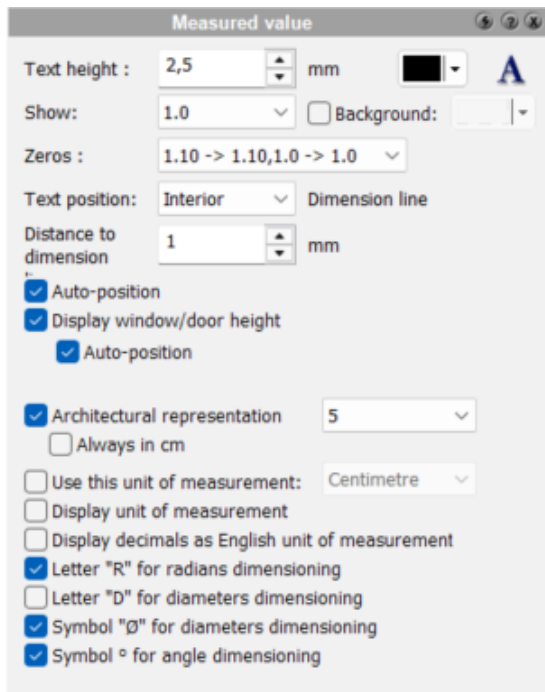 Measured value
Text height : 2,5 mm A
Show: 1.0 Background:
Zeros : 1.10 -> 1.10,1.0 -> 1.0
Text position: Interior Dimension line
Distance to
dimension 1 mm
Auto-position
Display window/door height
Auto-position
Architectural representation 5
Always in cm
Use this unit of measurement: Centimetre
Display unit of measurement
Display decimals as English unit of measurement
Letter "R" for radians dimensioning
Letter "D" for diameters dimensioning
Symbol "Ø" for diameters dimensioning
Symbol º for angle dimensioning